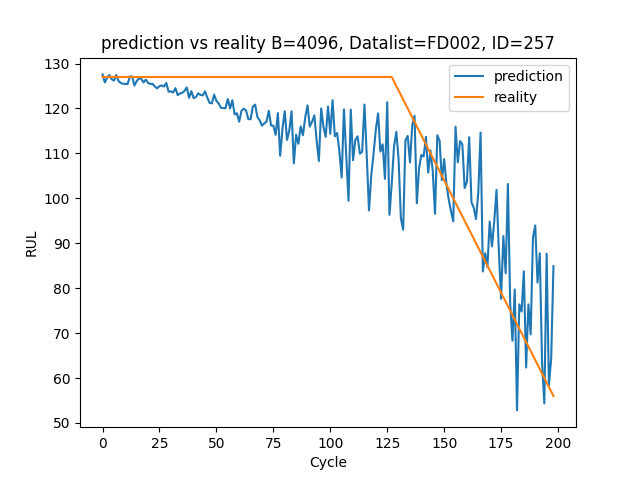 prediction vs reality B=4096, Datalist=FD002, ID=257
prediction
reality
RUL
130
120
110
100
90
80
70
60
50
0 25 50 75 100 125 150 175 200
Cycle